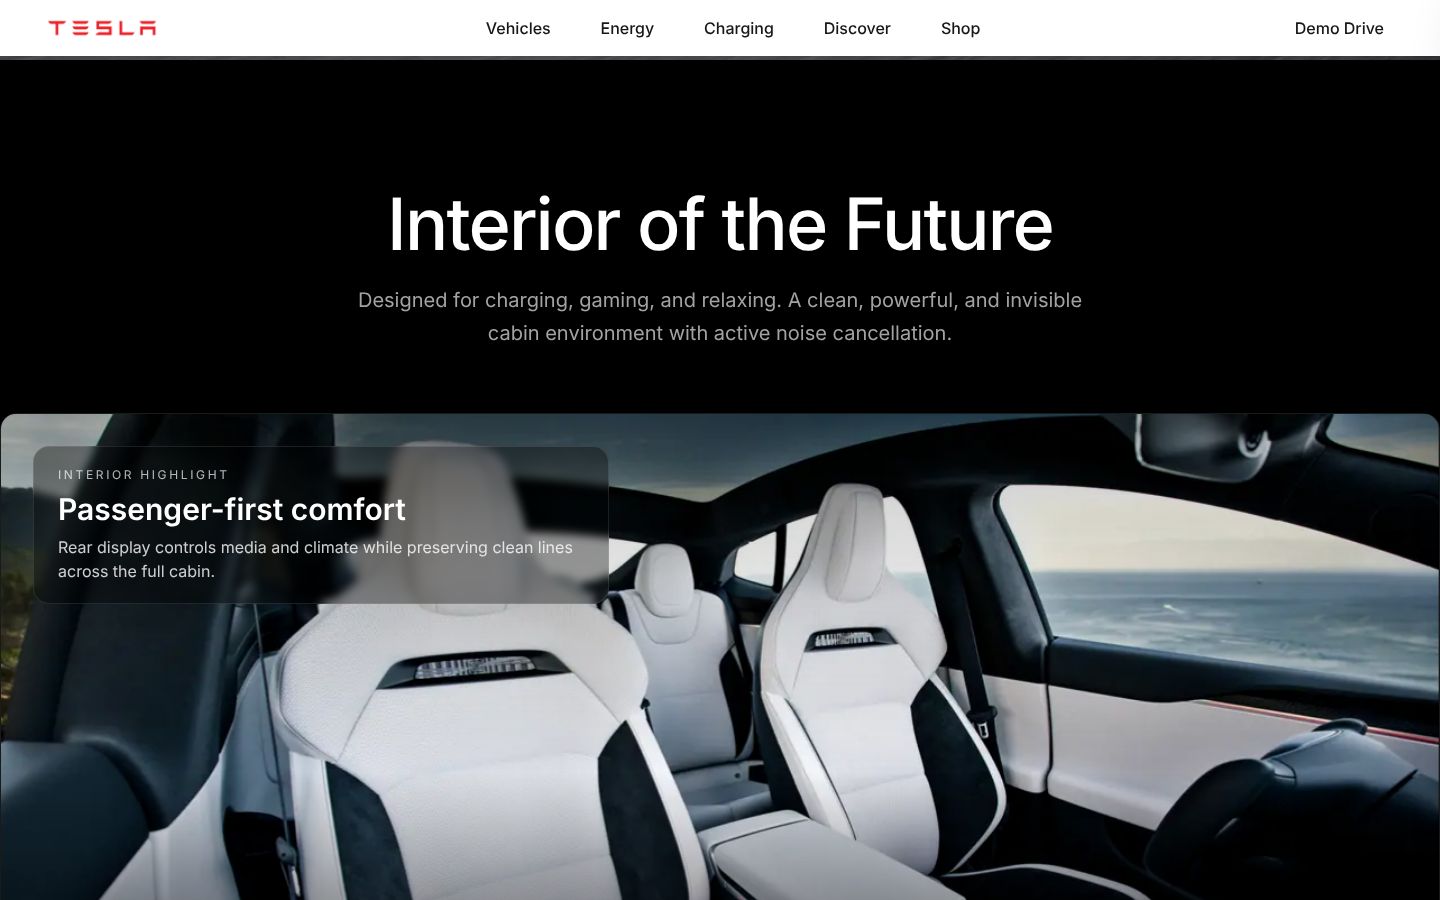 TESLA
Vehicles
Energy
Charging
Discover
Shop
Demo Drive
Interior of the Future
Designed for charging, gaming, and relaxing. A clean, powerful, and invisible
cabin environment with active noise cancellation.
INTERIOR HIGHLIGHT
Passenger-first comfort
Rear display controls media and climate while preserving clean lines
across the full cabin.